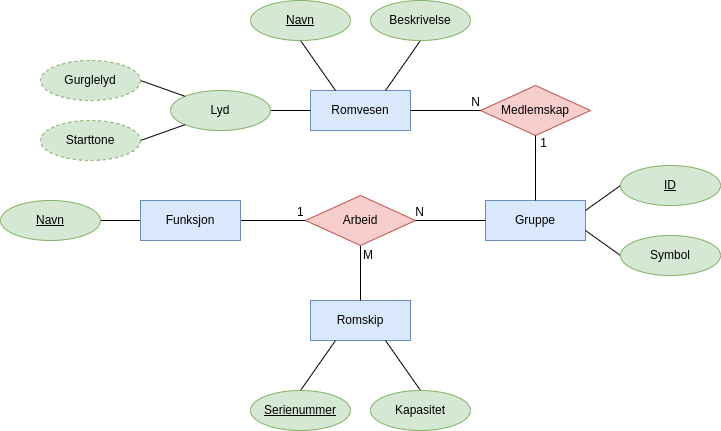 Navn
Beskrivelse
Gurglelyd
Lyd
Romvesen
N
Medlemskap
Starttone
1
ID
Navn
Funksjon
1
Arbeid
N
Gruppe
M
Symbol
Romskip
Serienummer
Kapasitet